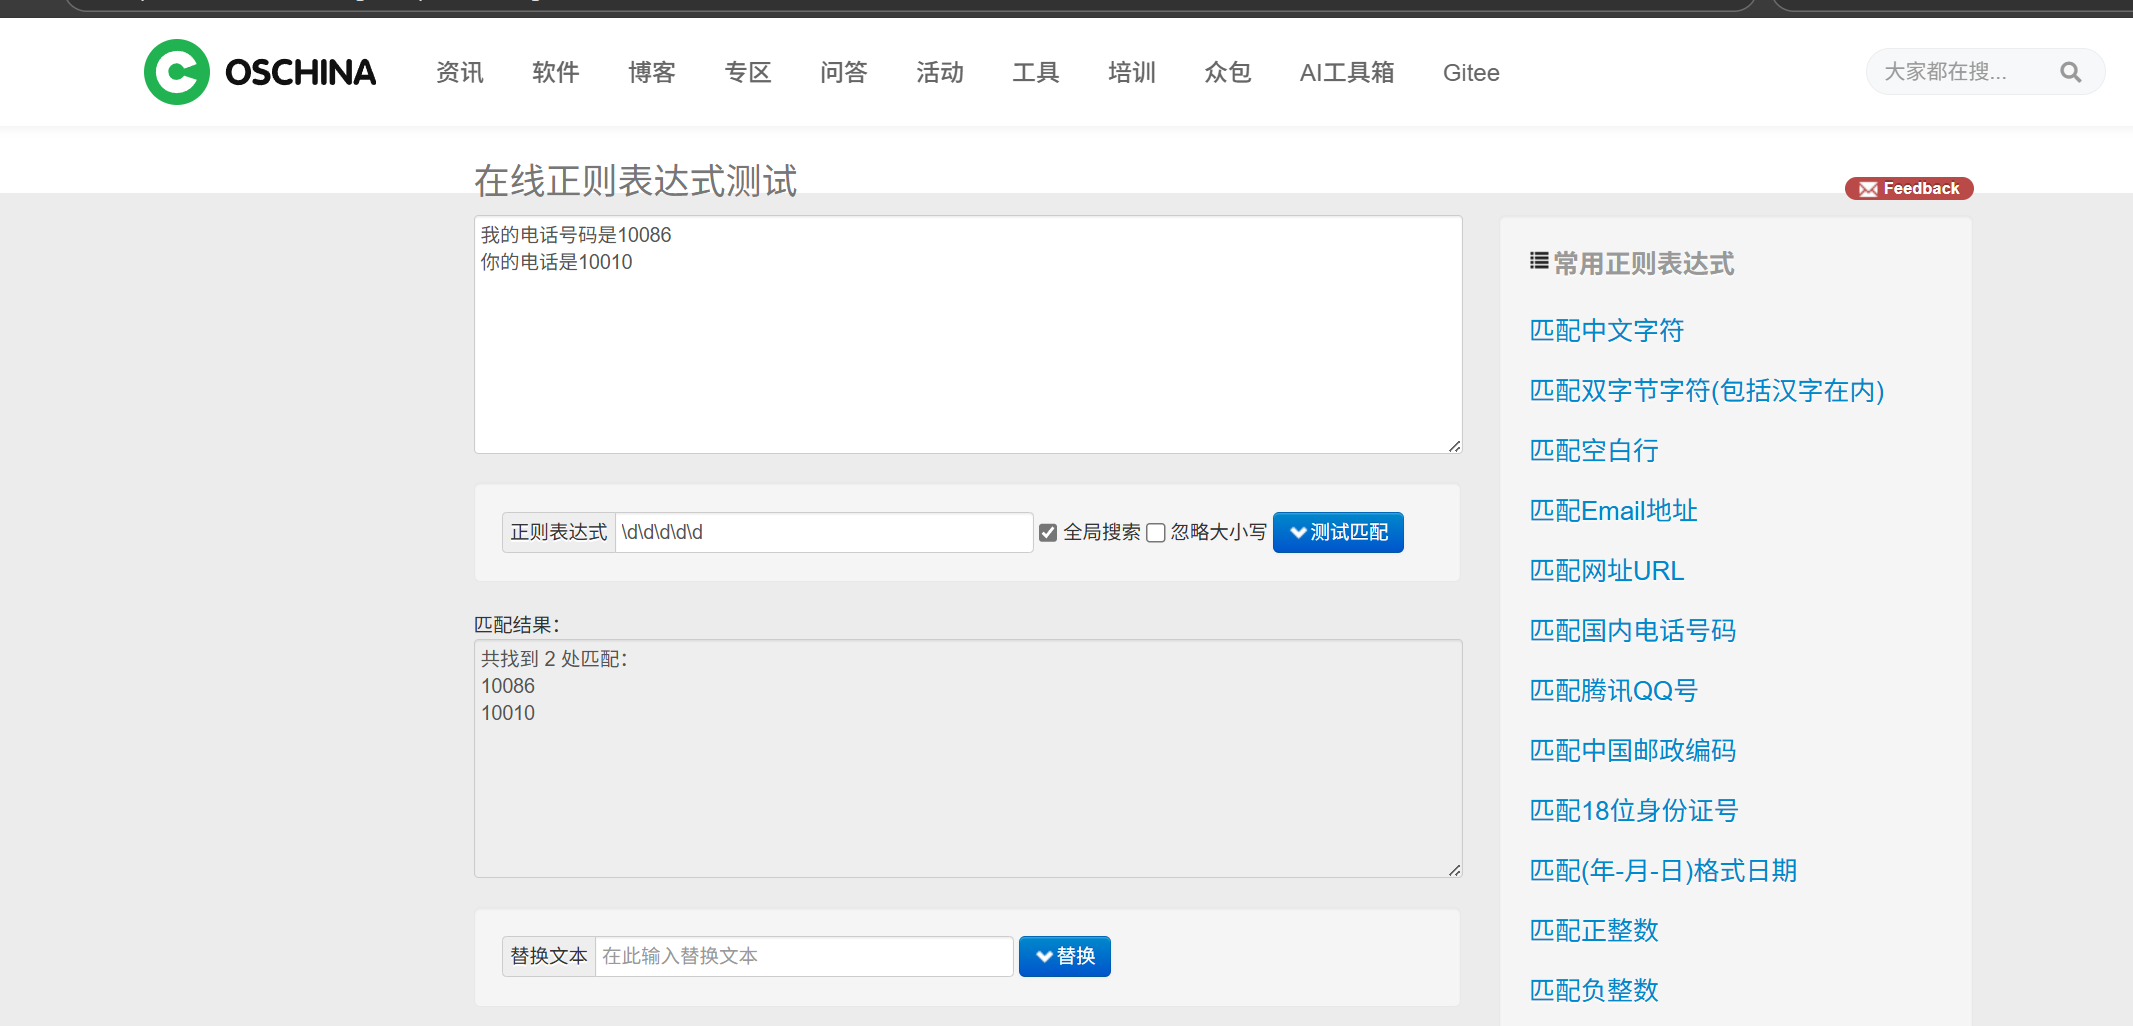 OSCHINA 资讯 软件 博客 专区 问答 活动 工具 培训 众包 AI工具箱 Gitee 大家都在搜...
在线正则表达式测试
Feedback
我的电话号码是10086
你的电话是10010
正则表达式 \d\d\d\d\d 全局搜索 忽略大小写 测试匹配
匹配结果：
共找到 2 处匹配：
10086
10010
替换文本 在此输入替换文本 替换
常用正则表达式
匹配中文字符
匹配双字节字符(包括汉字在内)
匹配空白行
匹配Email地址
匹配网址URL
匹配国内电话号码
匹配腾讯QQ号
匹配中国邮政编码
匹配18位身份证号
匹配(年-月-日)格式日期
匹配正整数
匹配负整数